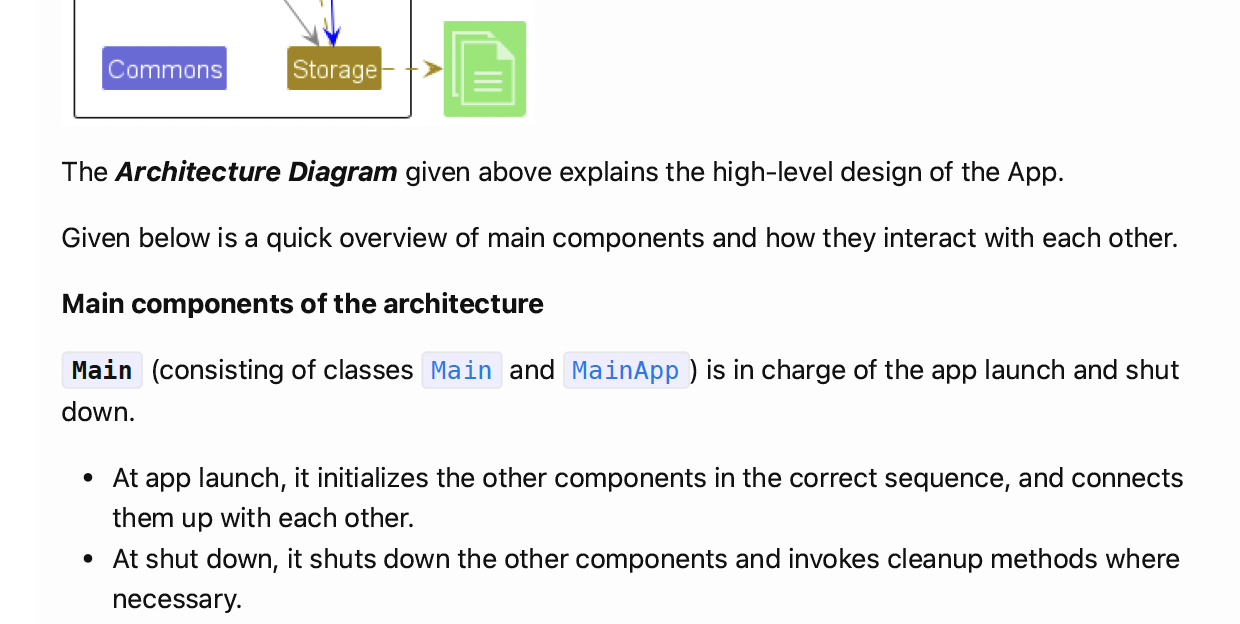 Commons Storage
The Architecture Diagram given above explains the high-level design of the App.
Given below is a quick overview of main components and how they interact with each other.
Main components of the architecture
Main (consisting of classes Main and MainApp) is in charge of the app launch and shut
down.
• At app launch, it initializes the other components in the correct sequence, and connects
them up with each other.
• At shut down, it shuts down the other components and invokes cleanup methods where
necessary.